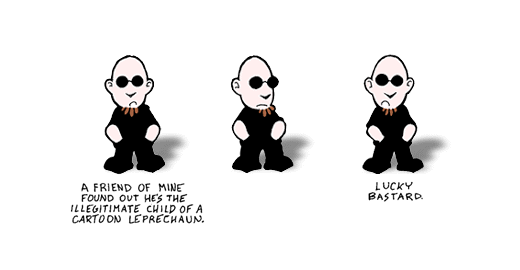 A FRIEND OF MINE
FOUND OUT HE'S THE
ILLEGITIMATE CHILD OF A
CARTOON LEPRECHAUN.
LUCKY
BASTARD.